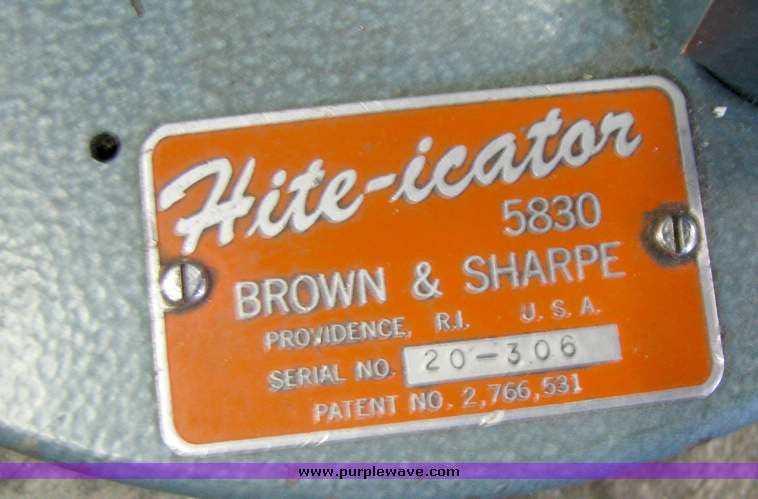 Hite-icator
5830
BROWN & SHARPE
PROVIDENCE, R.I. U.S.A.
SERIAL NO. 20-306
PATENT NO. 2,766,531
www.purplewave.com